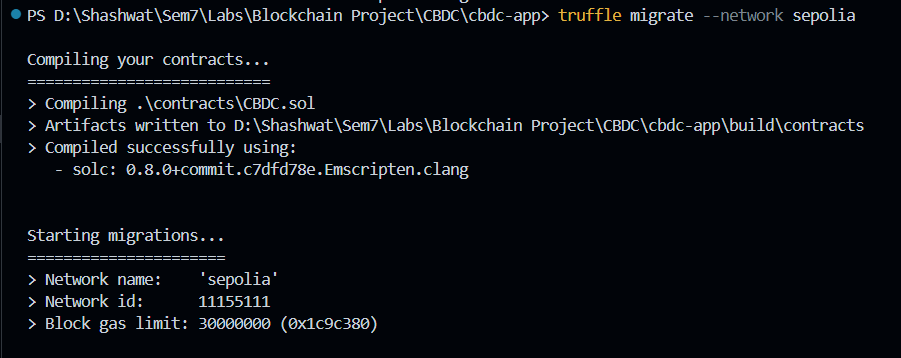 PS D:\Shashwat\Sem7\Labs\Blockchain Project\CBDC\cbdc-app> truffle migrate --network sepolia
Compiling your contracts...
===========================
> Compiling .\contracts\CBDC.sol
> Artifacts written to D:\Shashwat\Sem7\Labs\Blockchain Project\CBDC\cbdc-app\build\contracts
> Compiled successfully using:
- solc: 0.8.0+commit.c7dfd78e.Emscripten.clang
Starting migrations...
======================
> Network name: 'sepolia'
> Network id: 11155111
> Block gas limit: 30000000 (0x1c9c380)